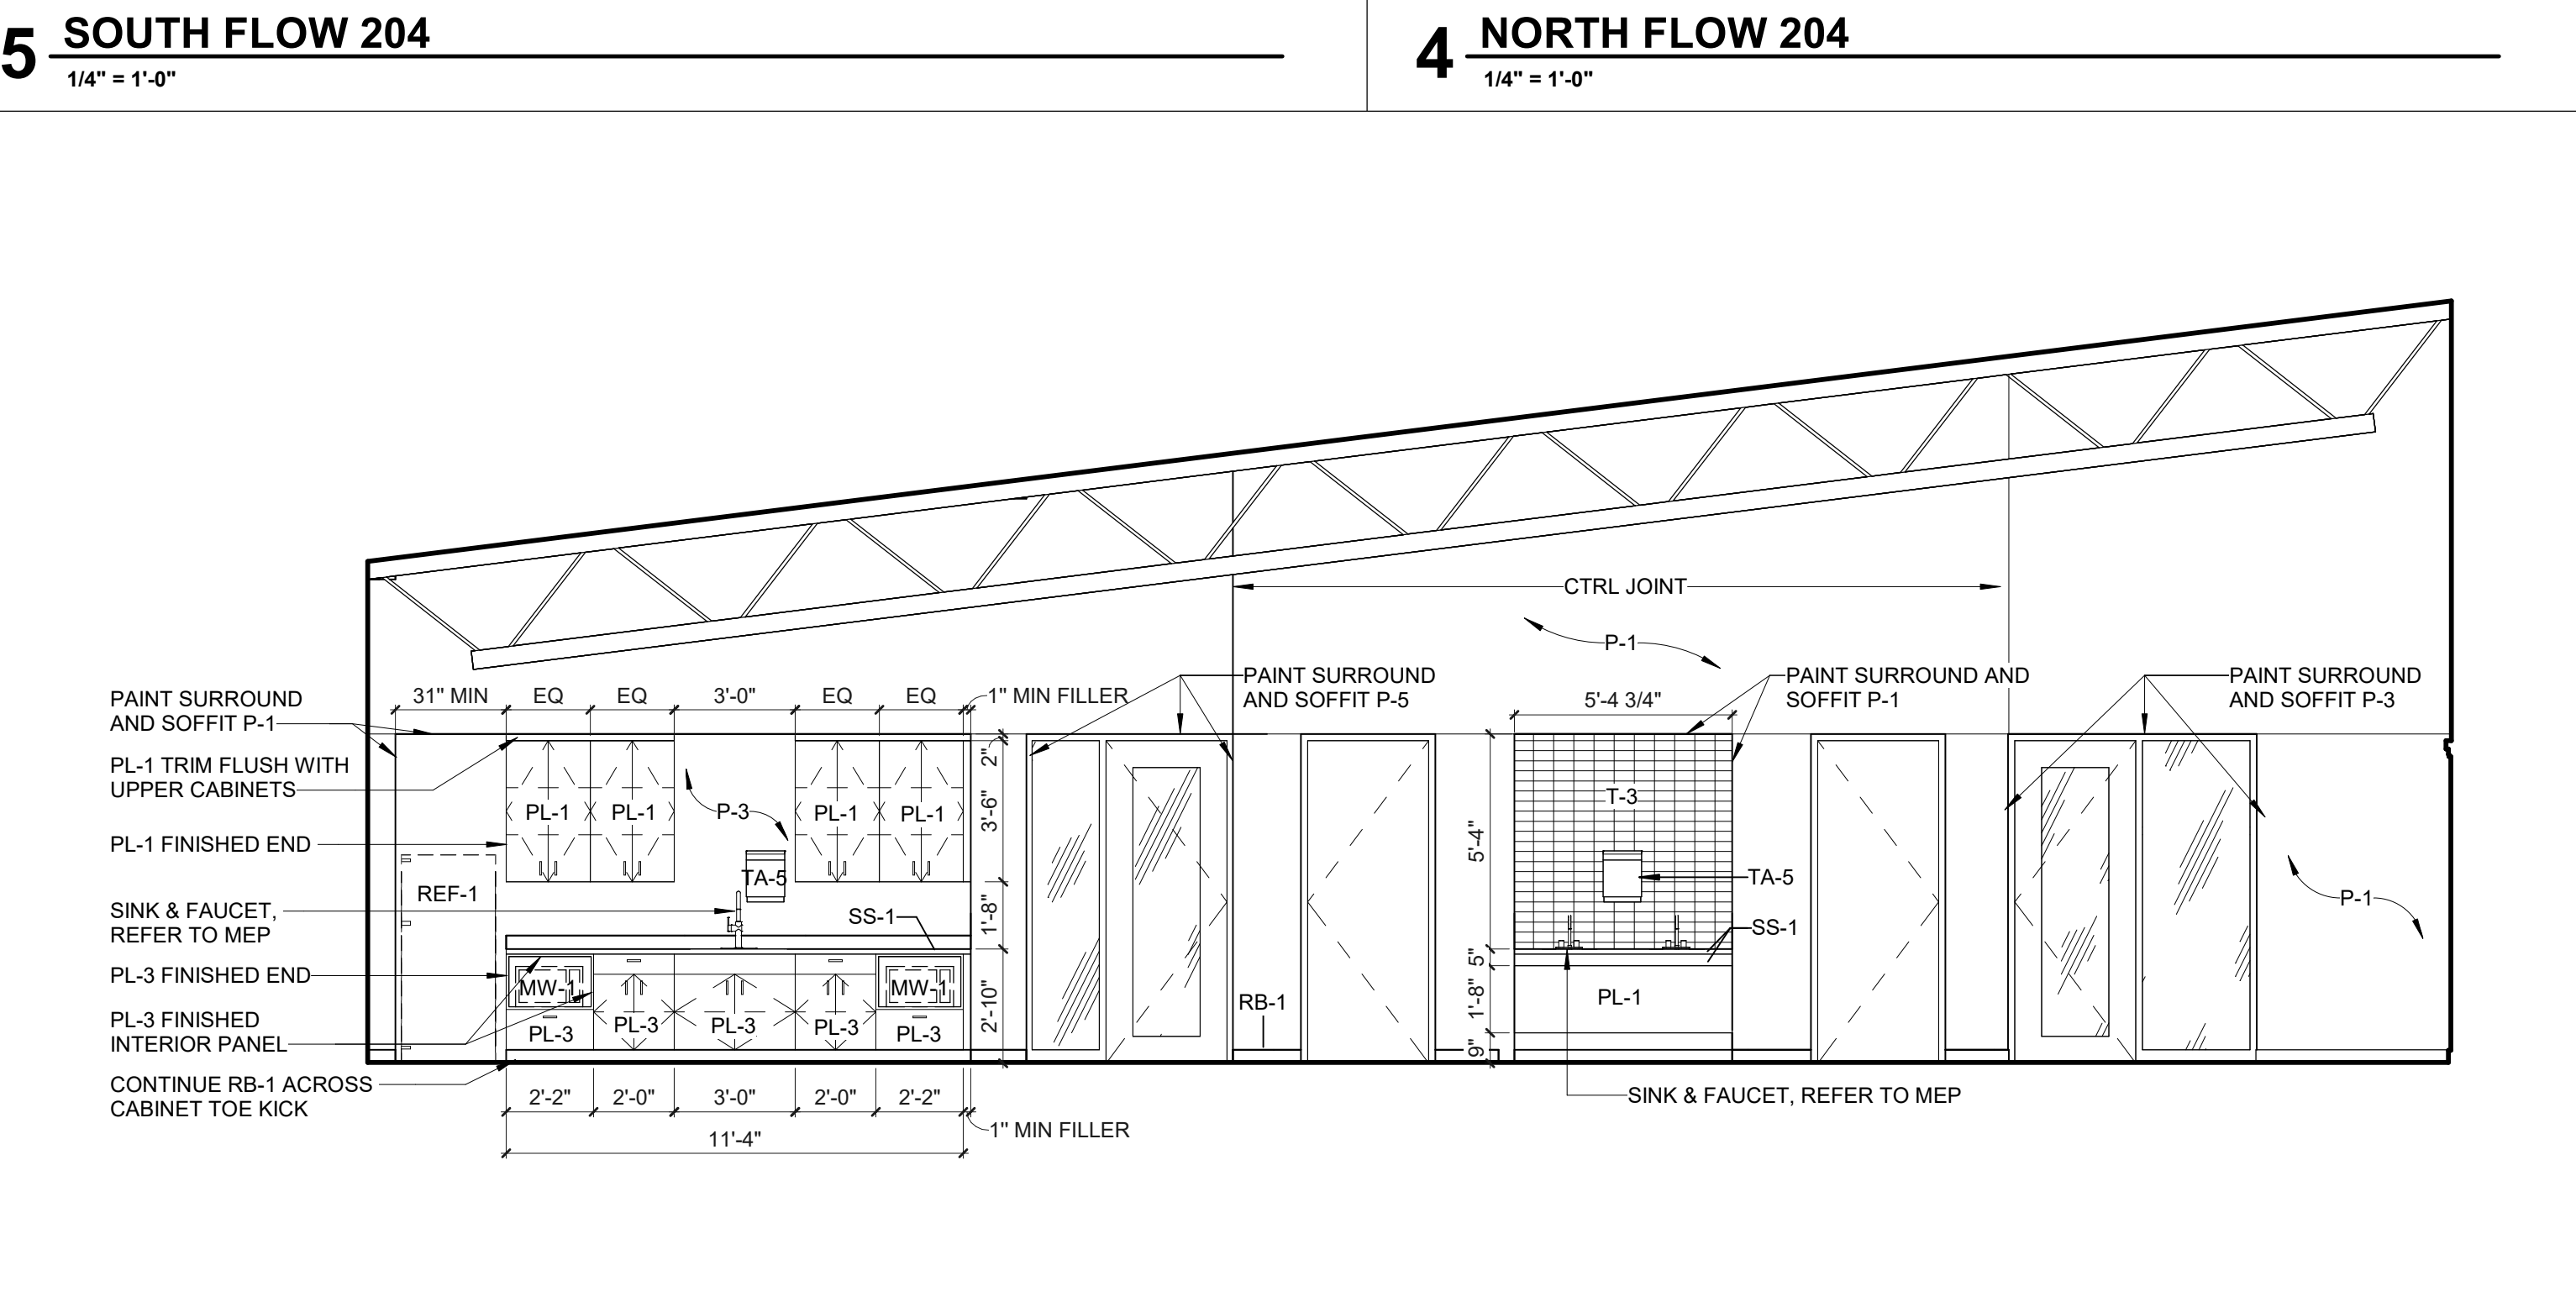 5 SOUTH FLOW 204
1/4" = 1'-0"
4 NORTH FLOW 204
1/4" = 1'-0"
CTRL JOINT
P-1
PAINT SURROUND
AND SOFFIT P-1
31" MIN
EQ
EQ
3'-0"
EQ
EQ
1" MIN FILLER
PAINT SURROUND
AND SOFFIT P-5
5'-4 3/4"
PAINT SURROUND AND
SOFFIT P-1
PAINT SURROUND
AND SOFFIT P-3
PL-1 TRIM FLUSH WITH
UPPER CABINETS
2"
PL-1
PL-1
P-3
PL-1
PL-1
3'-6"
T-3
5'-4"
PL-1 FINISHED END
REF-1
TA-5
TA-5
P-1
SINK & FAUCET,
REFER TO MEP
SS-1
1'-8"
SS-1
PL-3 FINISHED END
MW-1
MW-1
5"
PL-3 FINISHED
INTERIOR PANEL
PL-3
PL-3
PL-3
PL-3
PL-3
2'-10"
RB-1
1'-8"
PL-1
9"
CONTINUE RB-1 ACROSS
CABINET TOE KICK
2'-2"
2'-0"
3'-0"
2'-0"
2'-2"
SINK & FAUCET, REFER TO MEP
11'-4"
1" MIN FILLER